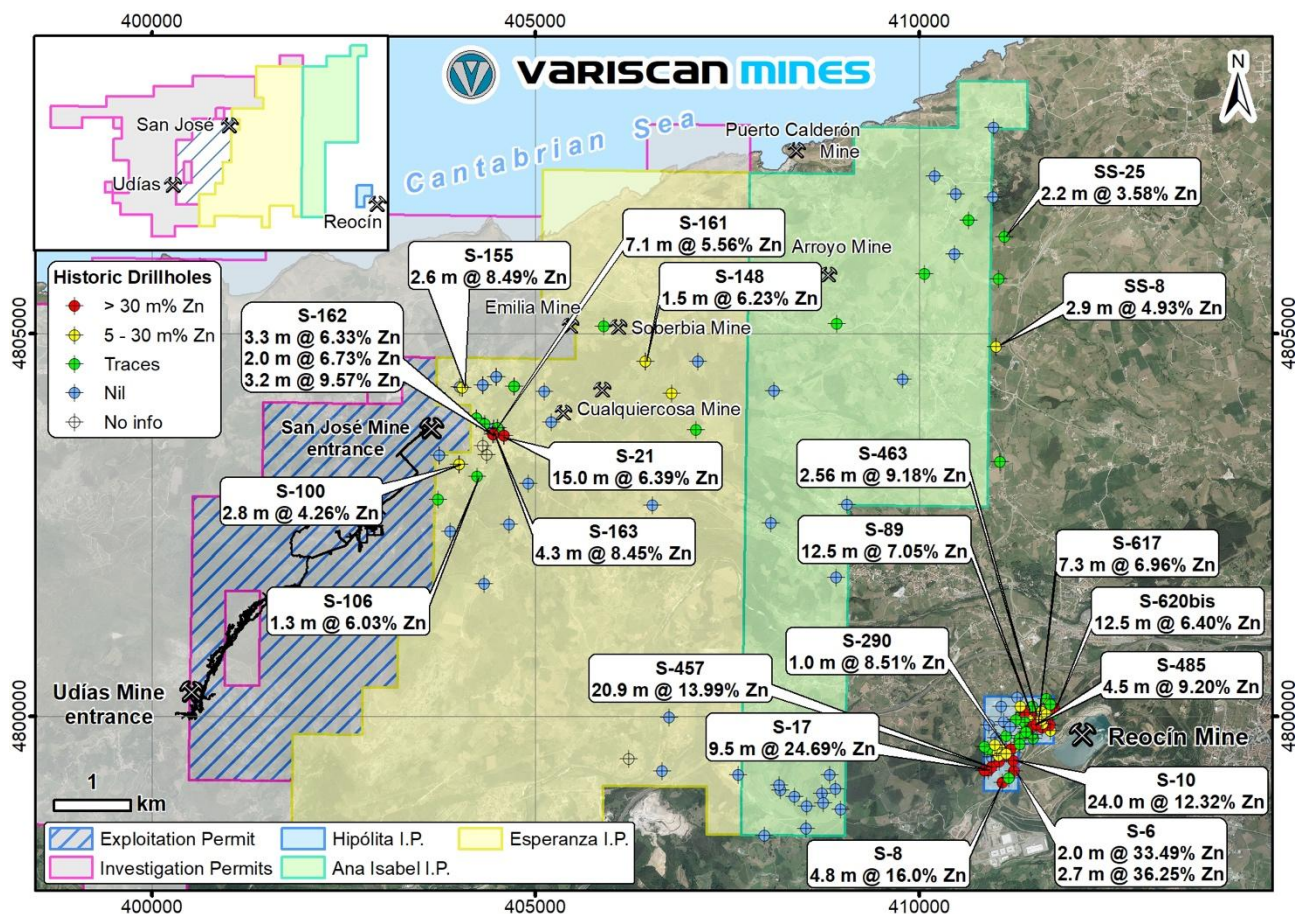 400000
405000
410000
VARISCAN MINES
N
San José
Udías
Reocín
Cantabrian Sea
Puerto Calderón
Mine
SS-25
2.2 m @ 3.58% Zn
S-161
7.1 m @ 5.56% Zn
S-155
2.6 m @ 8.49% Zn
Arroyo Mine
S-148
1.5 m @ 6.23% Zn
Historic Drillholes
> 30 m% Zn
5 - 30 m% Zn
Traces
Nil
No info
Emilia Mine
Soberbia Mine
SS-8
2.9 m @ 4.93% Zn
S-162
3.3 m @ 6.33% Zn
2.0 m @ 6.73% Zn
3.2 m @ 9.57% Zn
4805000
4805000
Cualquiercosa Mine
San José Mine
entrance
S-21
15.0 m @ 6.39% Zn
S-463
2.56 m @ 9.18% Zn
S-100
2.8 m @ 4.26% Zn
S-163
4.3 m @ 8.45% Zn
S-89
12.5 m @ 7.05% Zn
S-617
7.3 m @ 6.96% Zn
S-106
1.3 m @ 6.03% Zn
S-620bis
12.5 m @ 6.40% Zn
S-290
1.0 m @ 8.51% Zn
S-457
20.9 m @ 13.99% Zn
S-485
4.5 m @ 9.20% Zn
Udías Mine
entrance
4800000
4800000
S-17
9.5 m @ 24.69% Zn
Reocín Mine
S-10
24.0 m @ 12.32% Zn
1
km
S-6
2.0 m @ 33.49% Zn
2.7 m @ 36.25% Zn
S-8
4.8 m @ 16.0% Zn
Exploitation Permit
Hipólita I.P.
Esperanza I.P.
Investigation Permits
Ana Isabel I.P.
400000
405000
410000